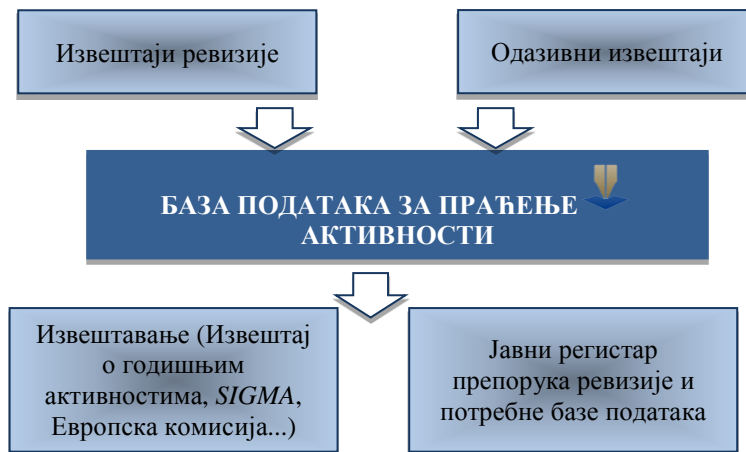 Извештаји ревизије
Одазивни извештаји
БАЗА ПОДАТАКА ЗА ПРАЋЕЊЕ
АКТИВНОСТИ
Извештавање (Извештај
о годишњим
активностима, SIGMA,
Европска комисија...)
Јавни регистар
препорука ревизије и
потребне базе података